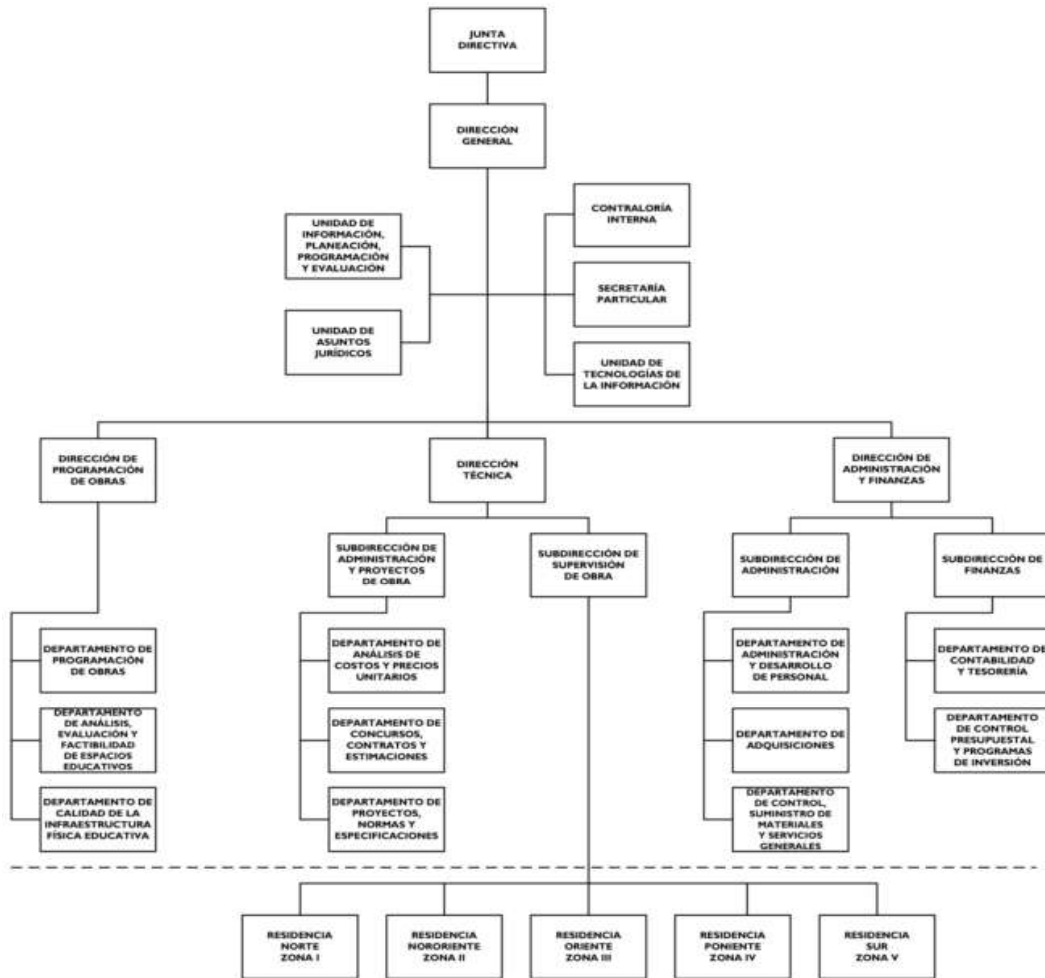 JUNTA
DIRECTIVA
DIRECCIÓN
GENERAL
UNIDAD DE
INFORMACIÓN,
PLANEACIÓN,
PROGRAMACIÓN
Y EVALUACIÓN
CONTRALORÍA
INTERNA
SECRETARÍA
PARTICULAR
UNIDAD DE
ASUNTOS
JURÍDICOS
UNIDAD DE
TECNOLOGÍAS DE
LA INFORMACIÓN
DIRECCIÓN DE
PROGRAMACIÓN
DE OBRAS
DIRECCIÓN
TÉCNICA
DIRECCIÓN DE
ADMINISTRACIÓN
Y FINANZAS
SUBDIRECCIÓN DE
ADMINISTRACIÓN
Y PROYECTOS
DE OBRA
SUBDIRECCIÓN DE
SUPERVISIÓN
DE OBRA
SUBDIRECCIÓN DE
ADMINISTRACIÓN
SUBDIRECCIÓN DE
FINANZAS
DEPARTAMENTO DE
PROGRAMACIÓN
DE OBRAS
DEPARTAMENTO DE
ANÁLISIS DE
COSTOS Y PRECIOS
UNITARIOS
DEPARTAMENTO DE
ADMINISTRACIÓN
Y DESARROLLO
DE PERSONAL
DEPARTAMENTO DE
CONTABILIDAD
Y TESORERÍA
DEPARTAMENTO
DE ANÁLISIS,
EVALUACIÓN Y
FACTIBILIDAD
DE ESPACIOS
EDUCATIVOS
DEPARTAMENTO DE
CONCURSOS,
CONTRATOS Y
ESTIMACIONES
DEPARTAMENTO
DE ADQUISICIONES
DEPARTAMENTO
DE CONTROL
PRESUPUESTAL
Y PROGRAMAS
DE INVERSIÓN
DEPARTAMENTO DE
CALIDAD DE LA
INFRAESTRUCTURA
FÍSICA EDUCATIVA
DEPARTAMENTO DE
PROYECTOS,
NORMAS Y
ESPECIFICACIONES
DEPARTAMENTO
DE CONTROL,
SUMINISTRO DE
MATERIALES
Y SERVICIOS
GENERALES
RESIDENCIA
NORTE
ZONA I
RESIDENCIA
NORORIENTE
ZONA II
RESIDENCIA
ORIENTE
ZONA III
RESIDENCIA
PONIENTE
ZONA IV
RESIDENCIA
SUR
ZONA V